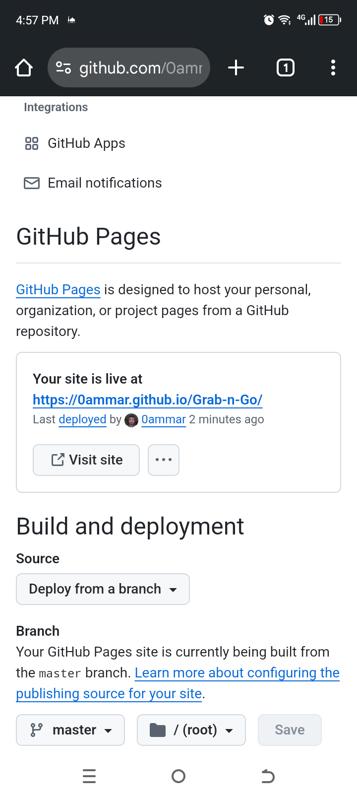 4:57 PM
4G
15
github.com/0amr
1
Integrations
GitHub Apps
Email notifications
GitHub Pages
GitHub Pages is designed to host your personal,
organization, or project pages from a GitHub
repository.
Your site is live at
https://0ammar.github.io/Grab-n-Go/
Last deployed by 0ammar 2 minutes ago
Visit site
Build and deployment
Source
Deploy from a branch
Branch
Your GitHub Pages site is currently being built from
the master branch. Learn more about configuring the
publishing source for your site.
master
/ (root)
Save